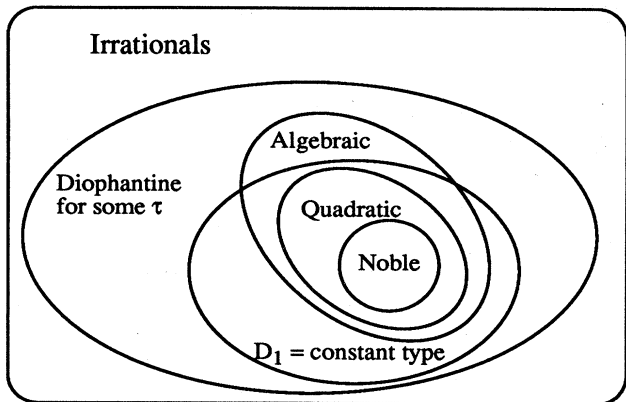 Irrationals
Algebraic
Diophantine
for some τ
Quadratic
Noble
D₁ = constant type